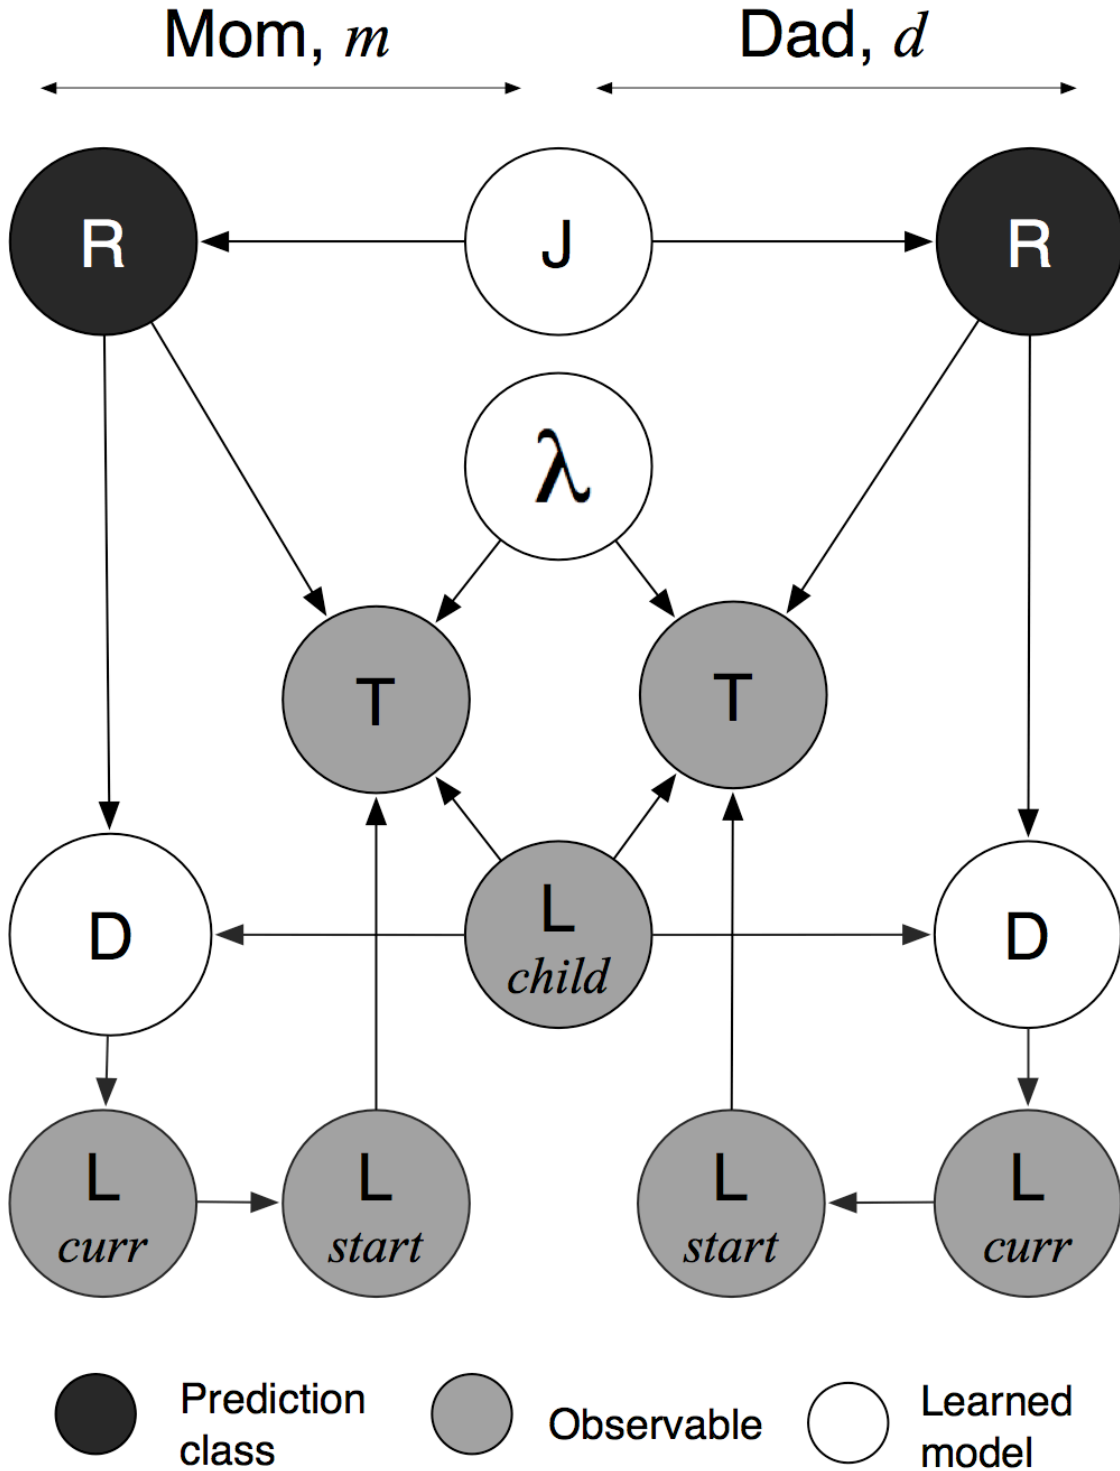 Mom, m Dad, d
R J R
λ
T T
D L child D
L curr L start L start L curr
Prediction class Observable Learned model